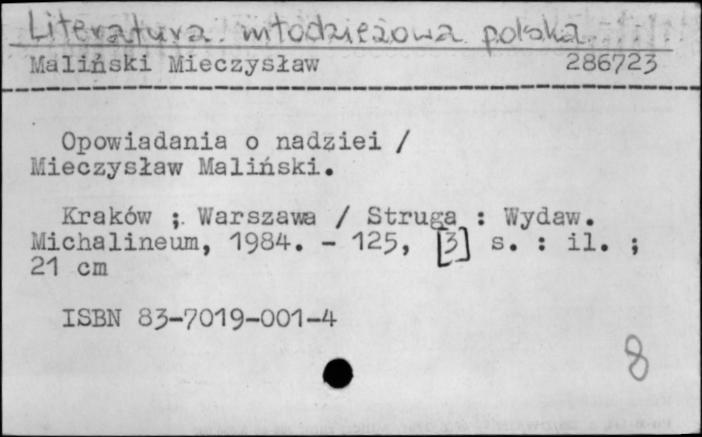 Literatura młodzieżowa polska
Maliński Mieczysław 286723
Opowiadania o nadziei /
Mieczysław Maliński.
Kraków ; Warszawa / Struga : Wydaw.
Michalineum, 1984. - 125, [3] s. : il. ;
21 cm
ISBN 83-7019-001-4
8